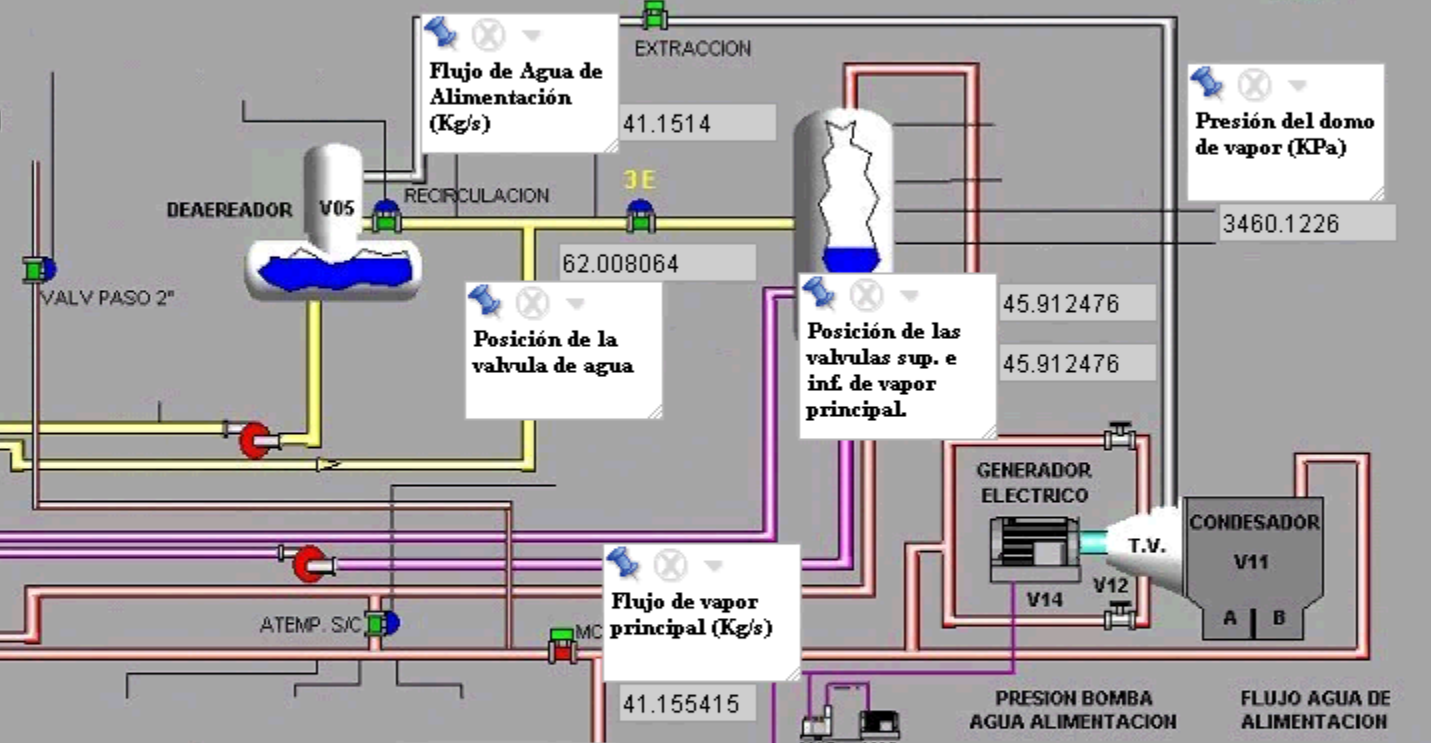 EXTRACCION
Flujo de Agua de
Alimentación
(Kg/s)
41.1514
Presión del domo
de vapor (KPa)
3460.1226
3E
RECIRCULACION
DEAEREADOR
V05
62.008064
VALV PASO 2"
Posición de la
valvula de agua
Posición de las
valvulas sup. e
inf. de vapor
principal.
45.912476
45.912476
GENERADOR
ELECTRICO
CONDESADOR
T.V.
V11
V12
V14
A B
Flujo de vapor
principal (Kg/s)
ATEMP. S/C
MC
41.155415
PRESION BOMBA
AGUA ALIMENTACION
FLUJO AGUA DE
ALIMENTACION